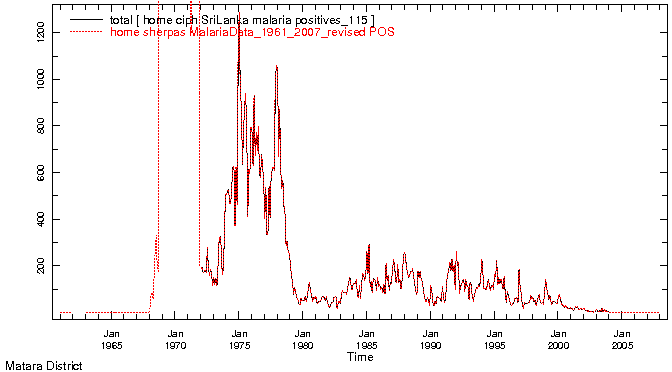 total [ home ciph SriLanka malaria positives_115 ]
home sherpas MalariaData_1961_2007_revised POS
1200
1000
800
600
400
200
Jan Jan Jan Jan Jan Jan Jan Jan Jan
1965 1970 1975 1980 1985 1990 1995 2000 2005
Time
Matara District